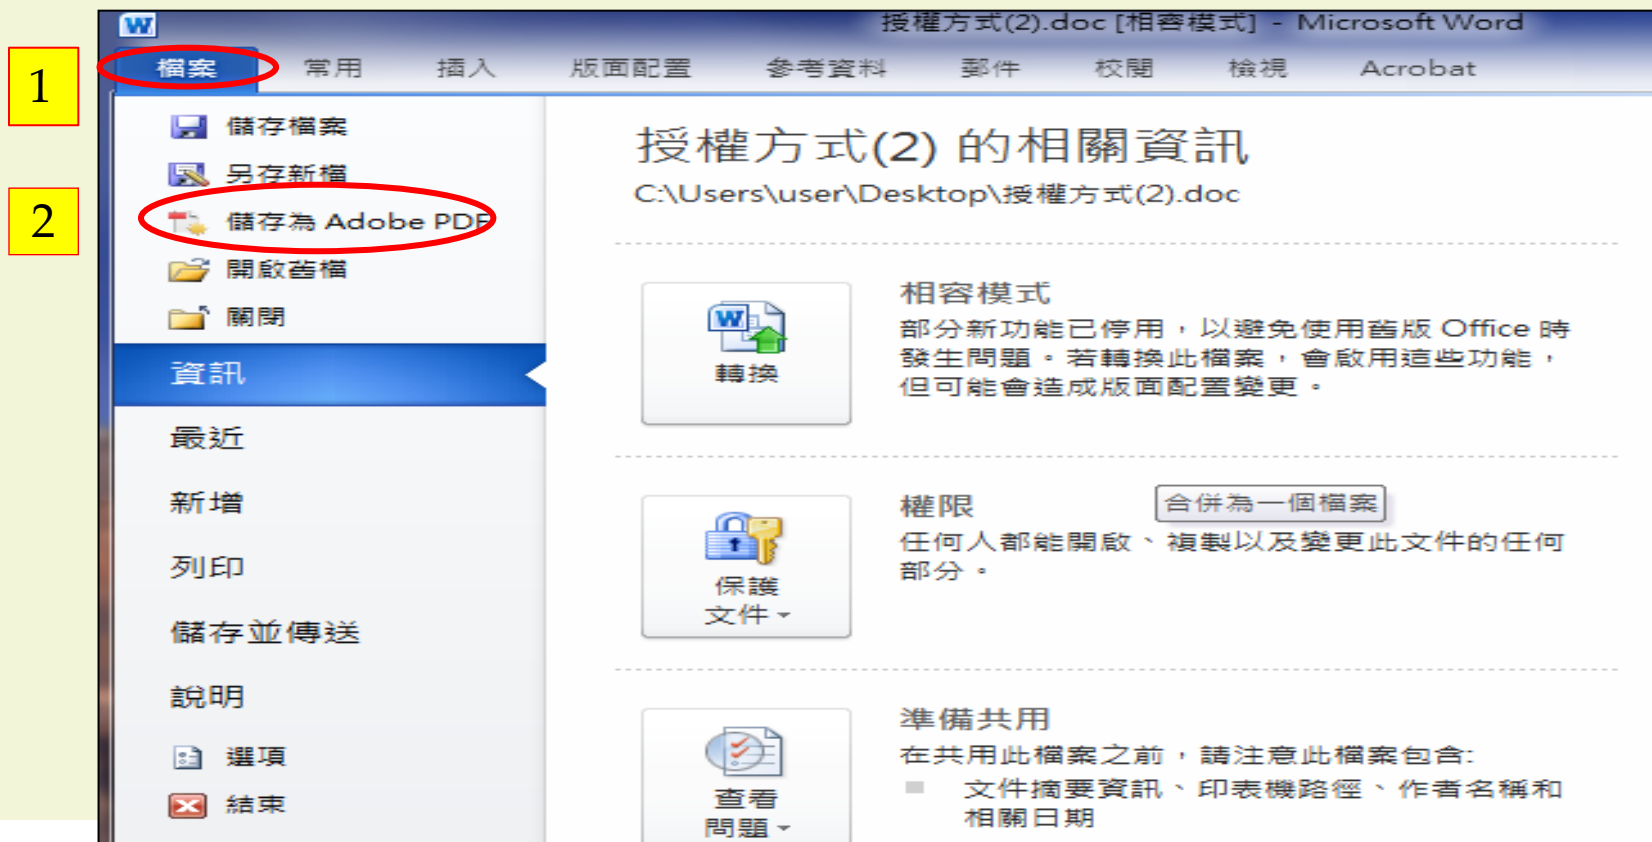 授權方式(2).doc [相容模式] - Microsoft Word
1
檔案 常用 插入 版面配置 參考資料 郵件 校閱 檢視 Acrobat
儲存檔案
另存新檔
2
儲存為 Adobe PDF
開啟舊檔
關閉
資訊
最近
新增
列印
儲存並傳送
說明
選項
結束
授權方式(2) 的相關資訊
C:\Users\user\Desktop\授權方式(2).doc
轉換
相容模式
部分新功能已停用，以避免使用舊版 Office 時
發生問題。若轉換此檔案，會啟用這些功能，
但可能會造成版面配置變更。
保護
文件
權限
合併為一個檔案
任何人都能開啟、複製以及變更此文件的任何
部分。
查看
問題
準備共用
在共用此檔案之前，請注意此檔案包含:
文件摘要資訊、印表機路徑、作者名稱和
相關日期